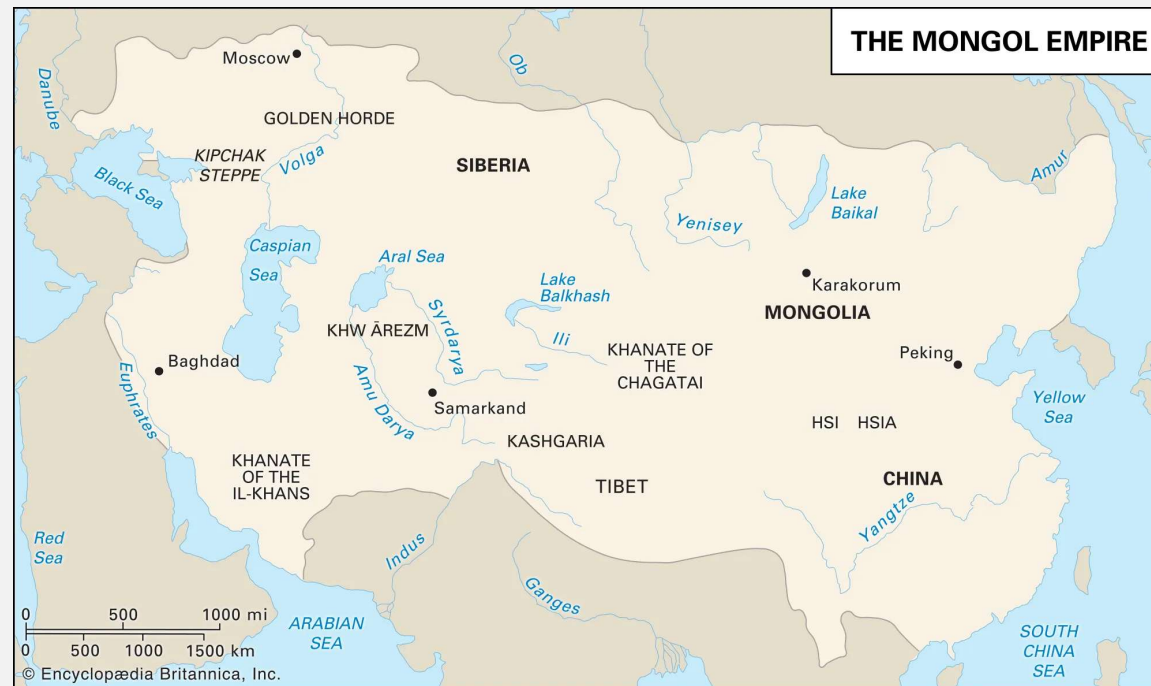 THE MONGOL EMPIRE
Moscow
Ob
Danube
GOLDEN HORDE
KIPCHAK
STEPPE
Volga
SIBERIA
Amur
Black Sea
Lake
Baikal
Yenisey
Caspian
Sea
Aral Sea
Lake
Balkhash
Karakorum
MONGOLIA
Syrdarya
KHW ĀREZM
Ili
KHANATE OF
THE
CHAGATAI
Peking
Baghdad
Euphrates
Amu Darya
Samarkand
Yellow
Sea
HSI HSIA
KASHGARIA
KHANATE
OF THE
IL-KHANS
TIBET
CHINA
Yangtze
Red
Sea
Indus
Ganges
0 500 1000 mi
0 500 1000 1500 km
ARABIAN
SEA
SOUTH
CHINA
SEA
© Encyclopædia Britannica, Inc.